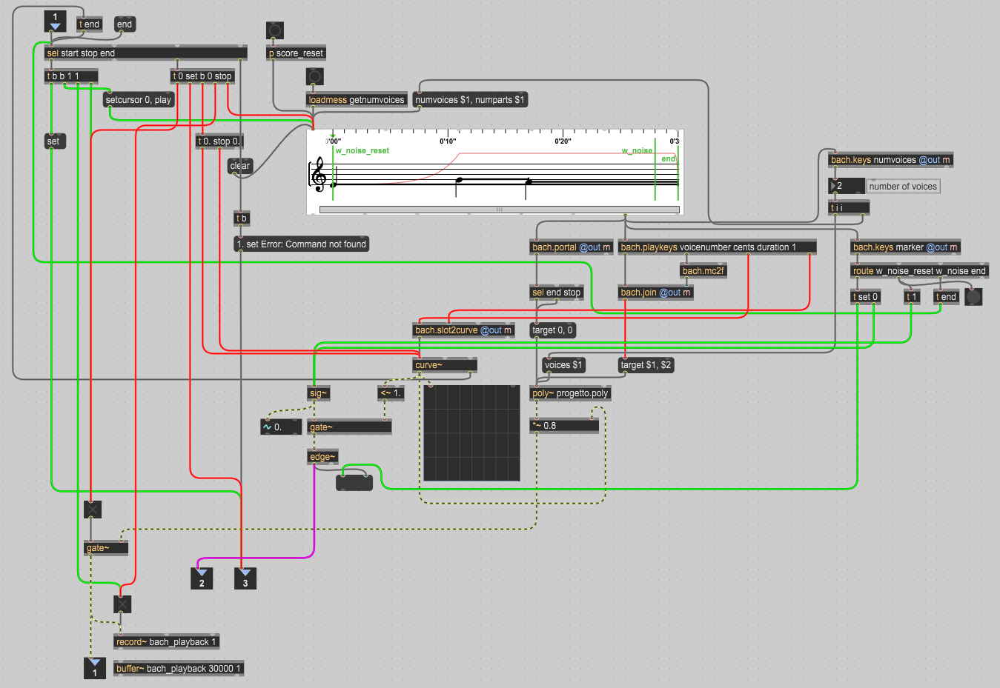 1
t end
end
sel start stop end
p score_reset
t b b 1 1
t 0 set b 0 stop
setcursor 0, play
loadmess getnumvoices
numvoices $1, numparts $1
set
t 0. stop 0.
clear
0'00"
0'10"
0'20"
0'3
w_noise_reset
w_noise
end
bach.keys numvoices @out m
2
number of voices
t i i
t b
1. set Error: Command not found
bach.portal @out m
bach.playkeys voicenumber cents duration 1
bach.keys marker @out m
bach.mc2f
route w_noise_reset w_noise end
sel end stop
bach.join @out m
t set 0
t 1
t end
bach.slot2curve @out m
target 0, 0
curve~
voices $1
target $1, $2
sig~
<~ 1.
poly~ progetto.poly
0.
gate~
*~ 0.8
edge~
gate~
2
3
record~ bach_playback 1
1
buffer~ bach_playback 30000 1